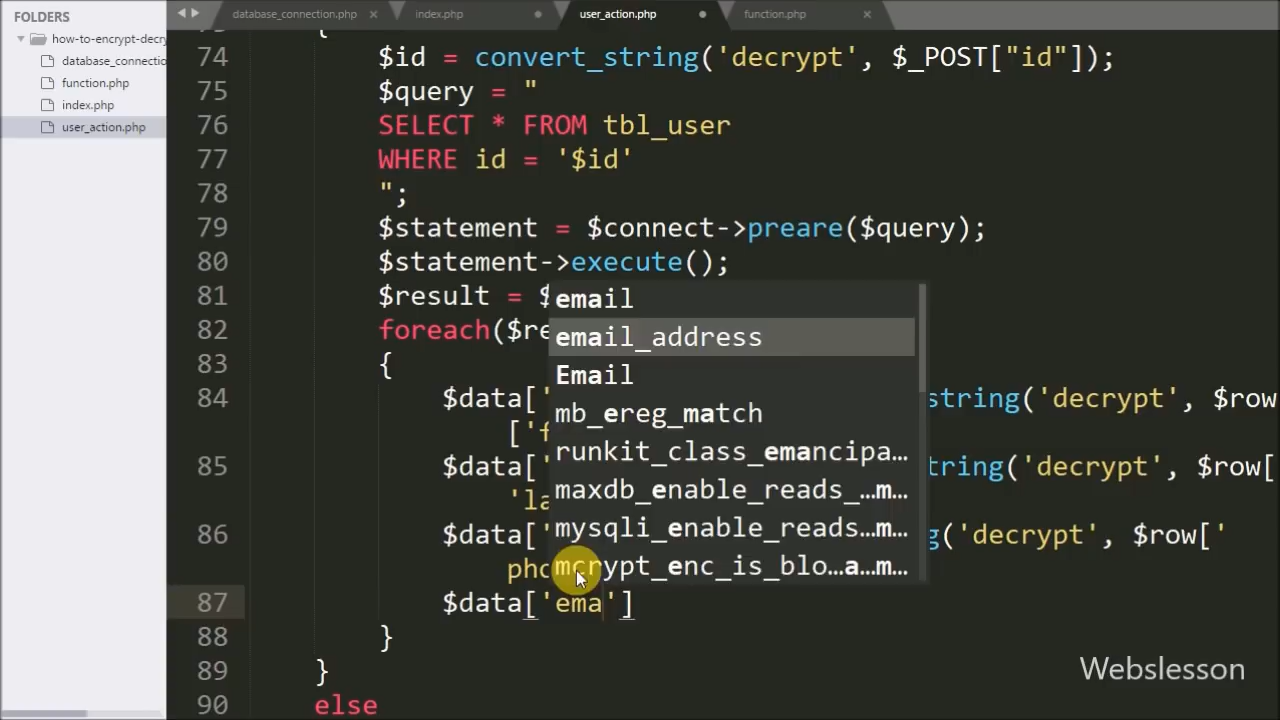 FOLDERS
how-to-encrypt-decry
database_connectio
function.php
index.php
user_action.php
database_connection.php
index.php
user_action.php
function.php
74 $id = convert_string('decrypt', $_POST["id"]);
75 $query = "
76 SELECT * FROM tbl_user
77 WHERE id = '$id'
78 ";
79 $statement = $connect->preare($query);
80 $statement->execute();
81 $result = $
82 foreach($re
83 {
84 $data[' string('decrypt', $row
['f
85 $data[' tring('decrypt', $row[
'la
86 $data[' g('decrypt', $row['
pho
87 $data['ema']
88 }
89 }
90 else
email
email_address
Email
mb_ereg_match
runkit_class_emancipa…
maxdb_enable_reads_…m…
mysqli_enable_reads…m…
mcrypt_enc_is_blo…a…m…
Webslesson